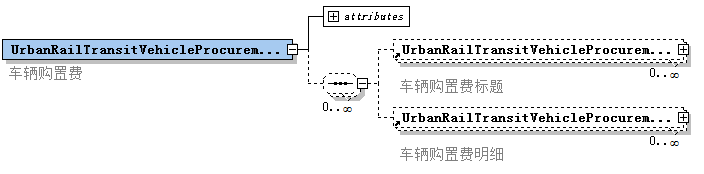 attributes
UrbanRailTransitVehicleProcurem...
车辆购置费
0..∞
UrbanRailTransitVehicleProcurem...
0..∞
车辆购置费标题
UrbanRailTransitVehicleProcurem...
0..∞
车辆购置费明细